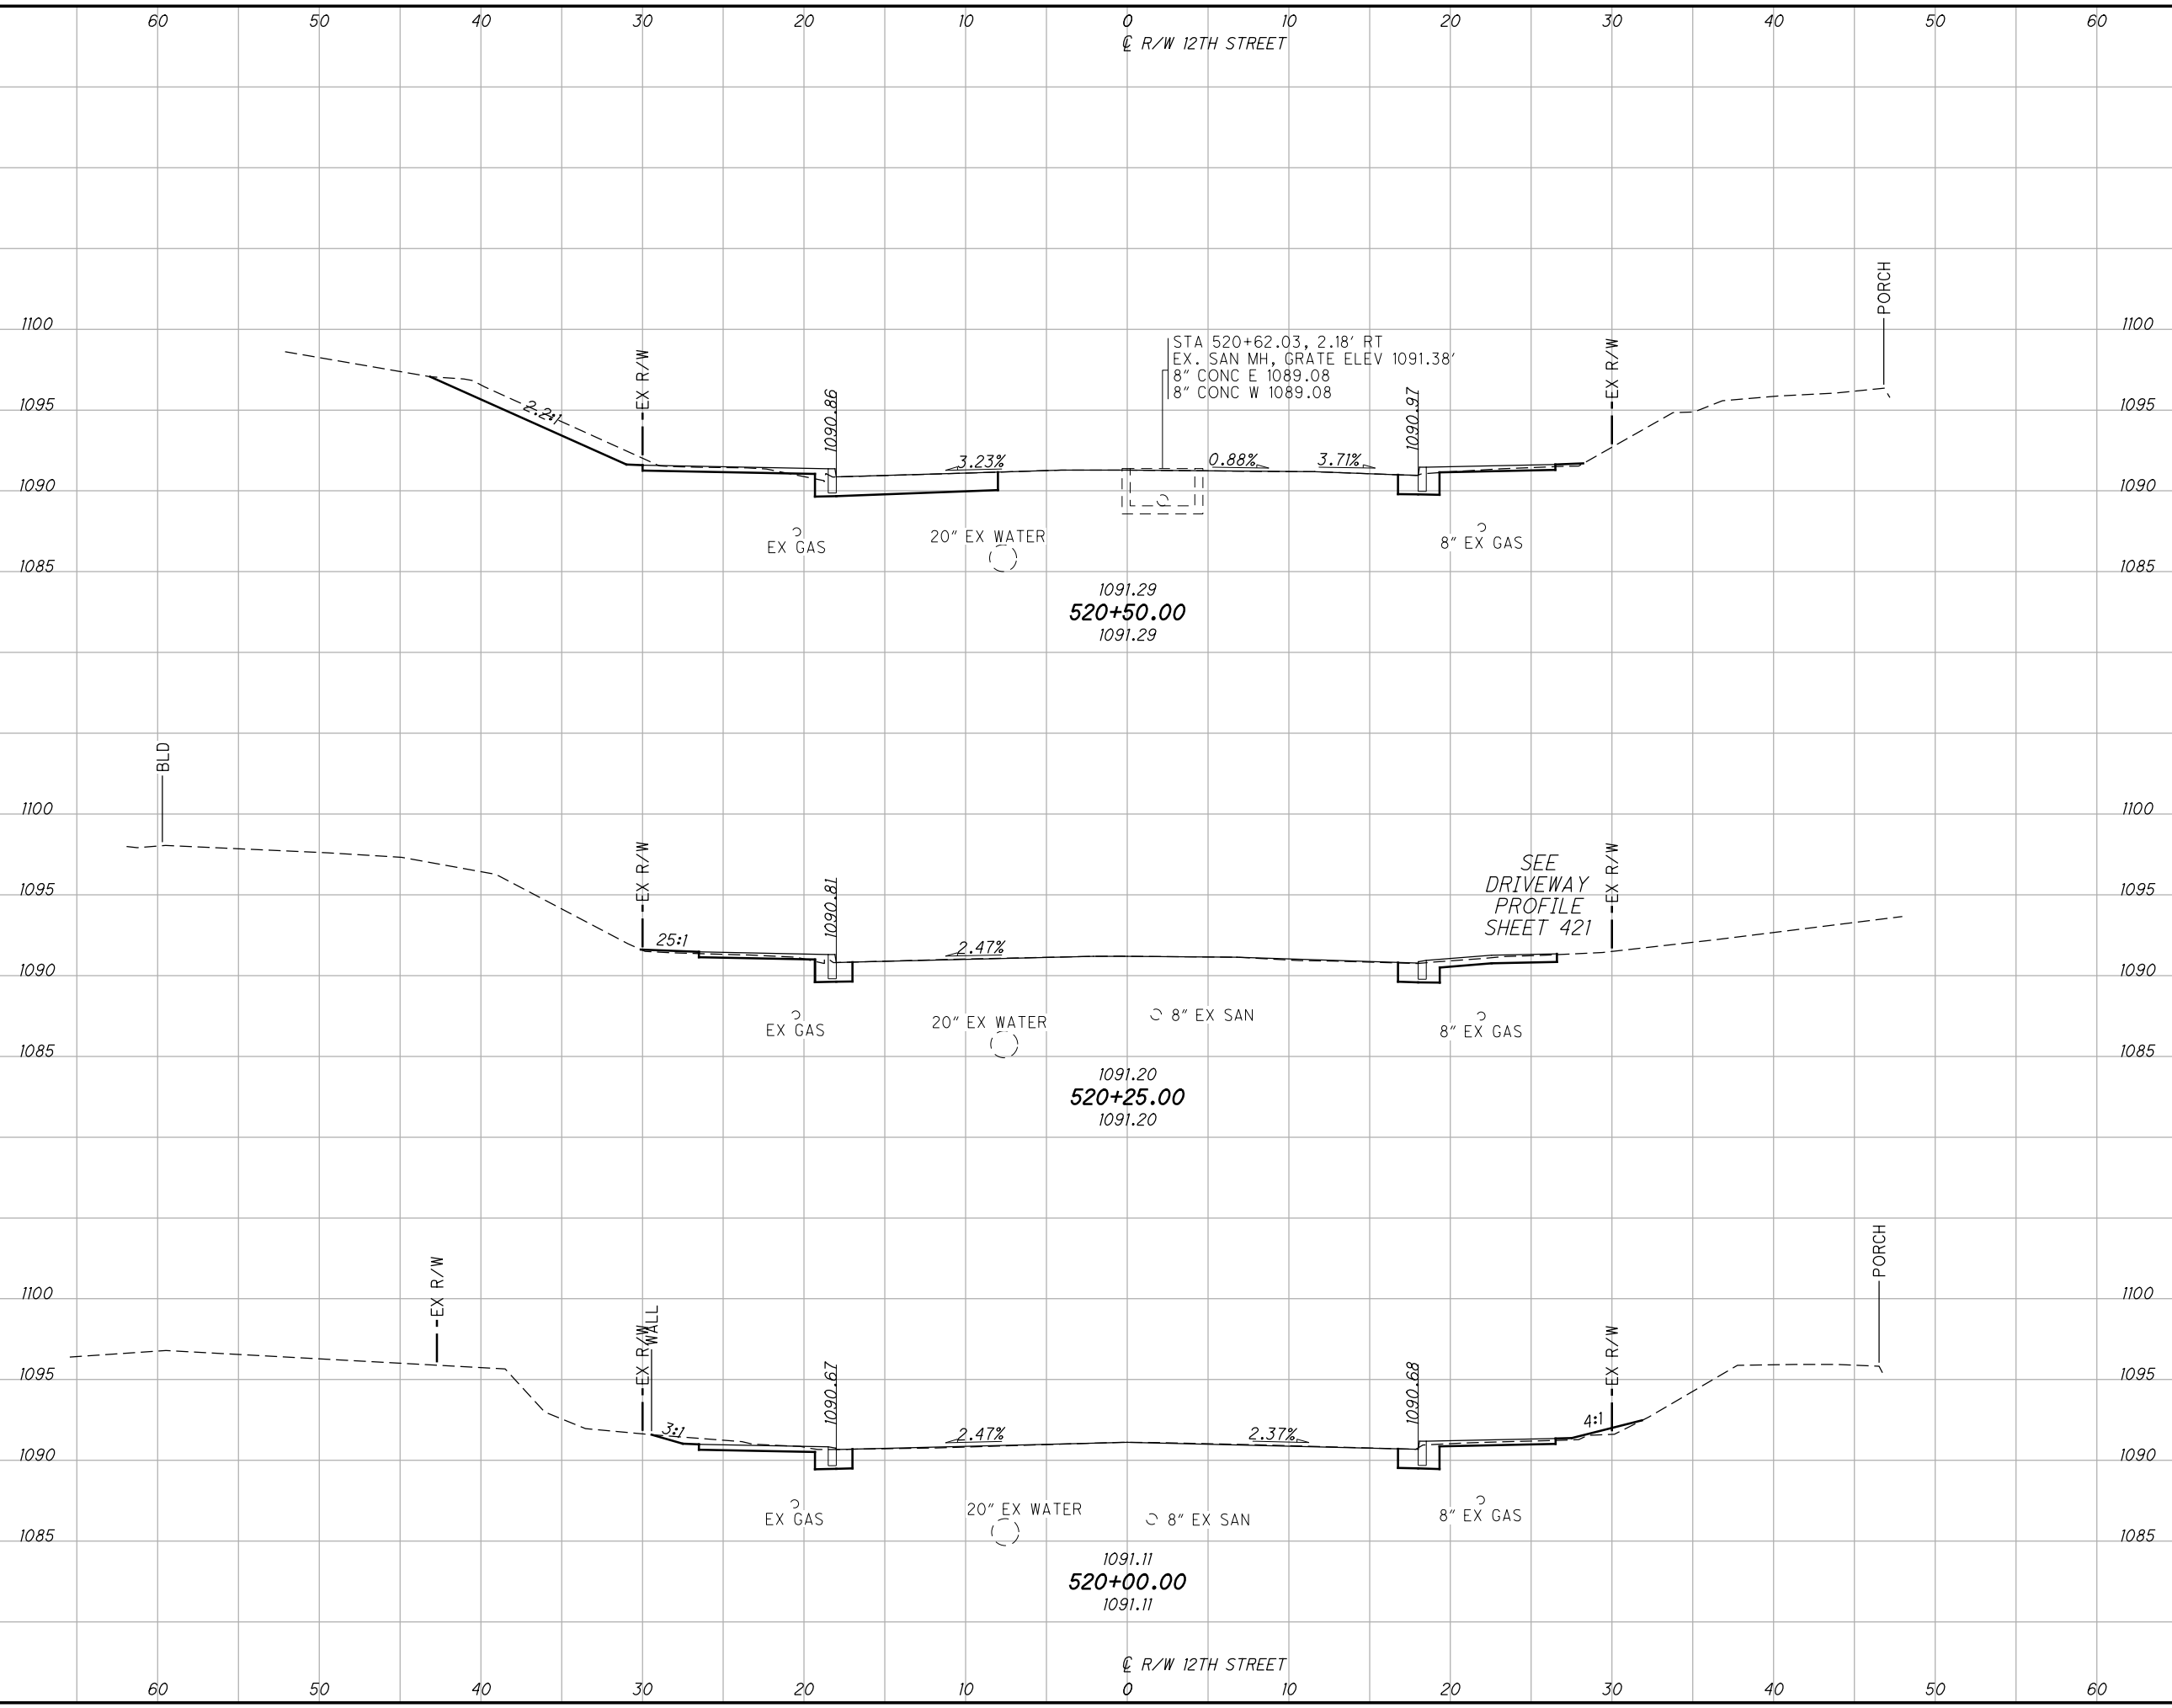 60 50 40 30 20 10 0 10 20 30 40 50 60
℄ R/W 12TH STREET
PORCH
1100 1100
STA 520+62.03, 2.18' RT
EX. SAN MH, GRATE ELEV 1091.38'
8" CONC E 1089.08
8" CONC W 1089.08
EX R/W
EX R/W
1095 1095
2.2:1
1090.86
1090.97
3.23% 0.88% 3.71%
1090 1090
EX GAS
20" EX WATER
8" EX GAS
1085 1085
1091.29
520+50.00
1091.29
BLD
1100 1100
EX R/W
EX R/W
SEE
DRIVEWAY
PROFILE
SHEET 421
1095 1095
1090.81
25:1
2.47%
1090 1090
EX GAS
20" EX WATER
8" EX SAN
8" EX GAS
1085 1085
1091.20
520+25.00
1091.20
PORCH
EX R/W
1100 1100
WALL
EX R/W
EX R/W
1095 1095
1090.67
1090.68
3:1
2.47%
2.37%
4:1
1090 1090
EX GAS
20" EX WATER
8" EX SAN
8" EX GAS
1085 1085
1091.11
520+00.00
1091.11
℄ R/W 12TH STREET
60 50 40 30 20 10 0 10 20 30 40 50 60